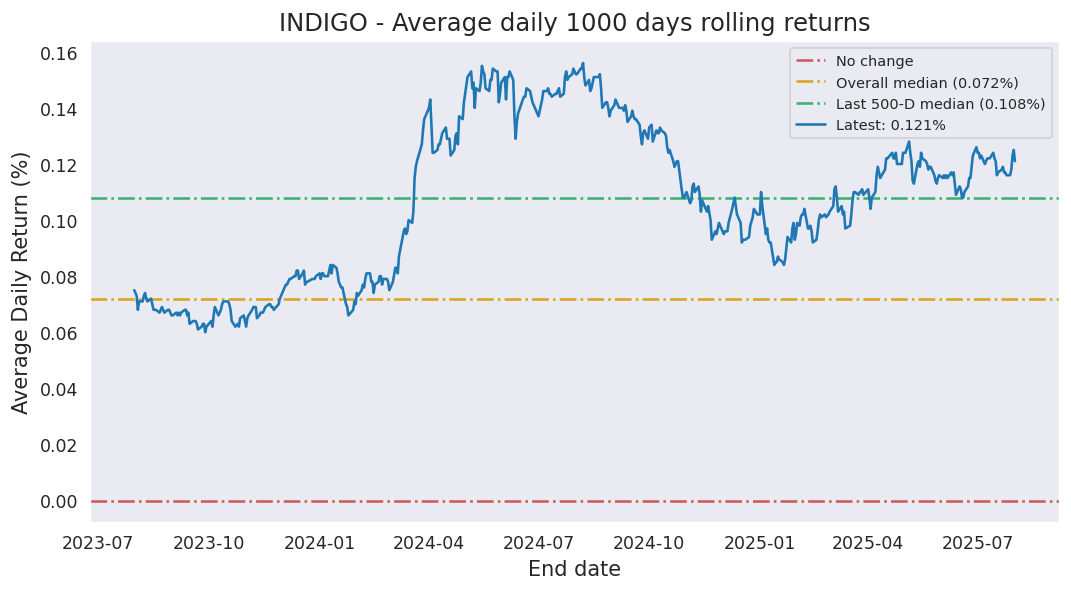 INDIGO - Average daily 1000 days rolling returns
Average Daily Return (%)
0.16
0.14
0.12
0.10
0.08
0.06
0.04
0.02
0.00
No change
Overall median (0.072%)
Last 500-D median (0.108%)
Latest: 0.121%
2023-07 2023-10 2024-01 2024-04 2024-07 2024-10 2025-01 2025-04 2025-07
End date